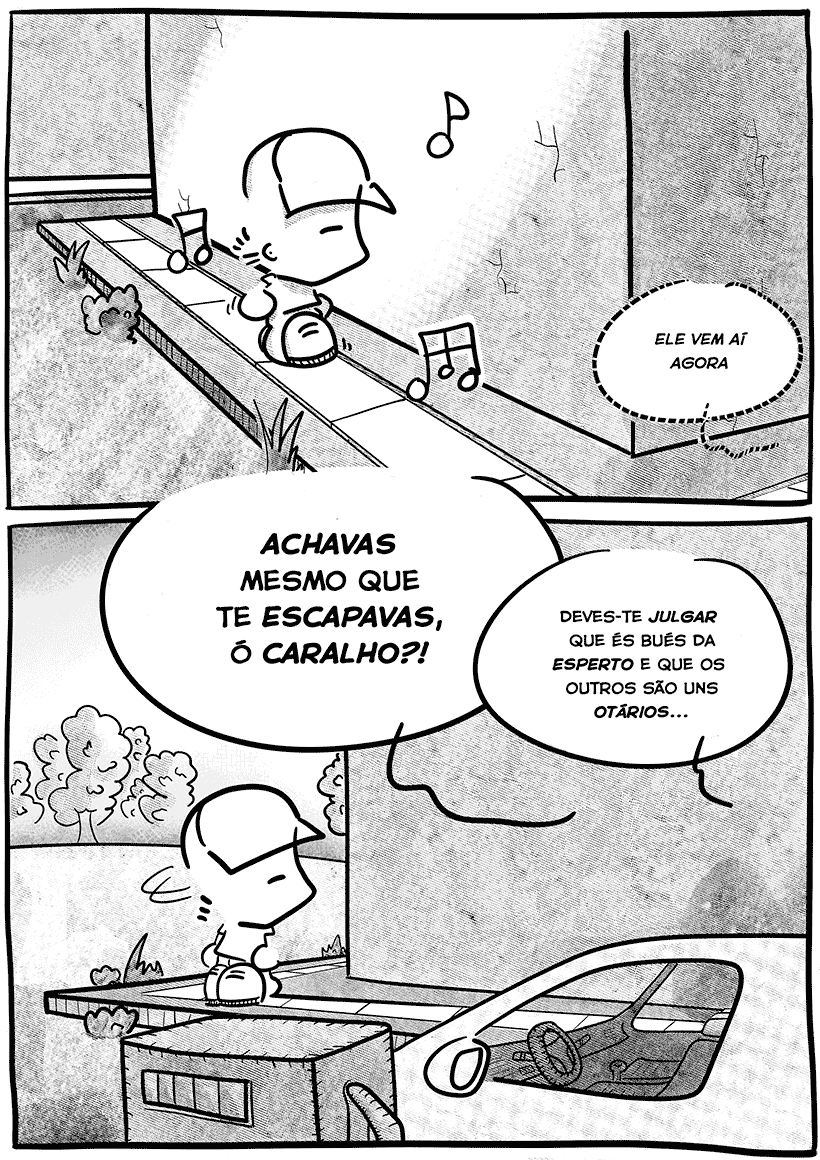 ELE VEM AÍ
AGORA
ACHAVAS
MESMO QUE
TE ESCAPAVAS,
Ó CARALHO?!
DEVES-TE JULGAR
QUE ÉS BUÉS DA
ESPERTO E QUE OS
OUTROS SÃO UNS
OTÁRIOS...